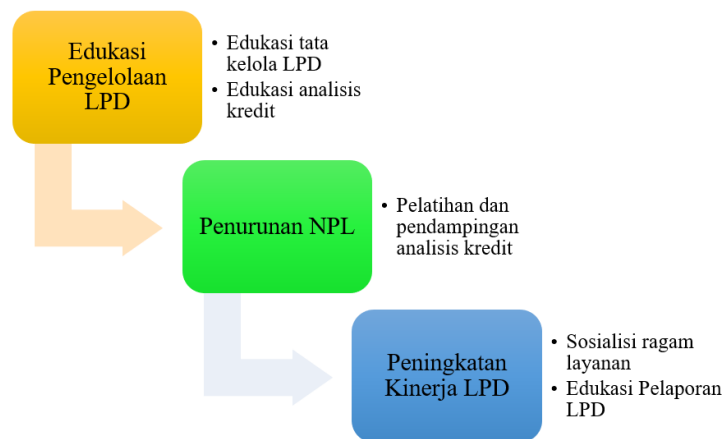 Edukasi
Pengelolaan
LPD
• Edukasi tata
kelola LPD
• Edukasi analisis
kredit
Penurunan NPL
• Pelatihan dan
pendampingan
analisis kredit
Peningkatan
Kinerja LPD
• Sosialisi ragam
layanan
• Edukasi Pelaporan
LPD